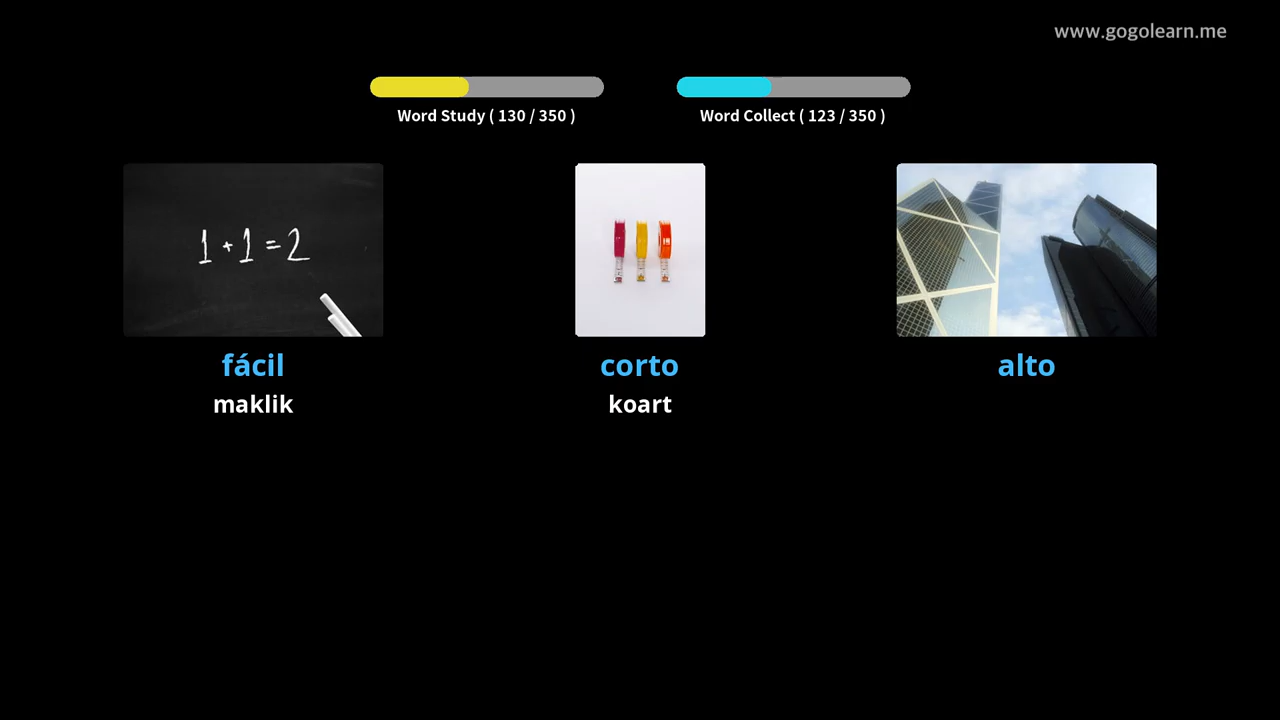 www.gogolearn.me
Word Study ( 130 / 350 )
Word Collect ( 123 / 350 )
1 + 1 = 2
fácil
corto
alto
maklik
koart